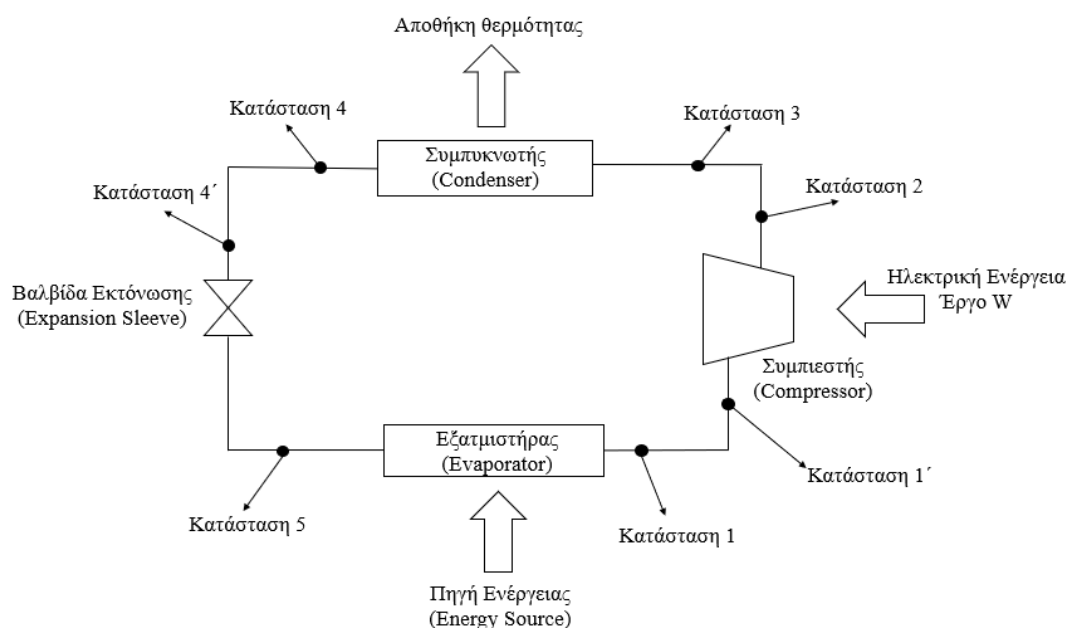 Αποθήκη θερμότητας
Κατάσταση 4
Κατάσταση 3
Συμπυκνωτής
(Condenser)
Κατάσταση 4´
Κατάσταση 2
Βαλβίδα Εκτόνωσης
(Expansion Sleeve)
Ηλεκτρική Ενέργεια
Έργο W
Συμπιεστής
(Compressor)
Εξατμιστήρας
(Evaporator)
Κατάσταση 1´
Κατάσταση 5
Κατάσταση 1
Πηγή Ενέργειας
(Energy Source)